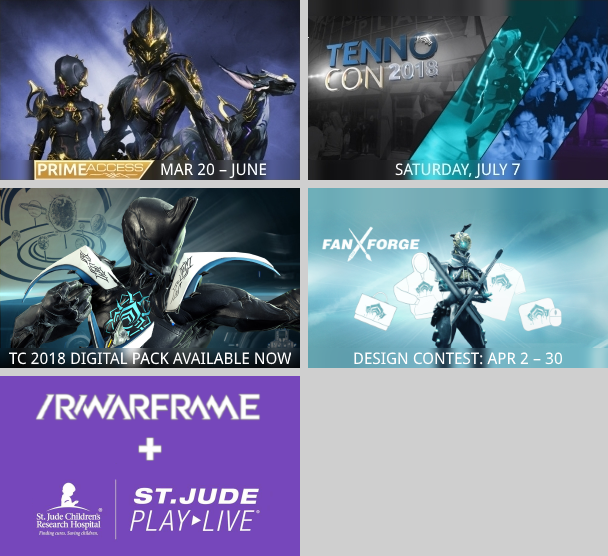 PRIME ACCESS MAR 20 – JUNE
TENNO
CON 2018
SATURDAY, JULY 7
TC 2018 DIGITAL PACK AVAILABLE NOW
FAN X FORGE
DESIGN CONTEST: APR 2 – 30
WARFRAME
+
St. Jude Children's
Research Hospital
Finding cures. Saving children.
ST. JUDE
PLAY LIVE